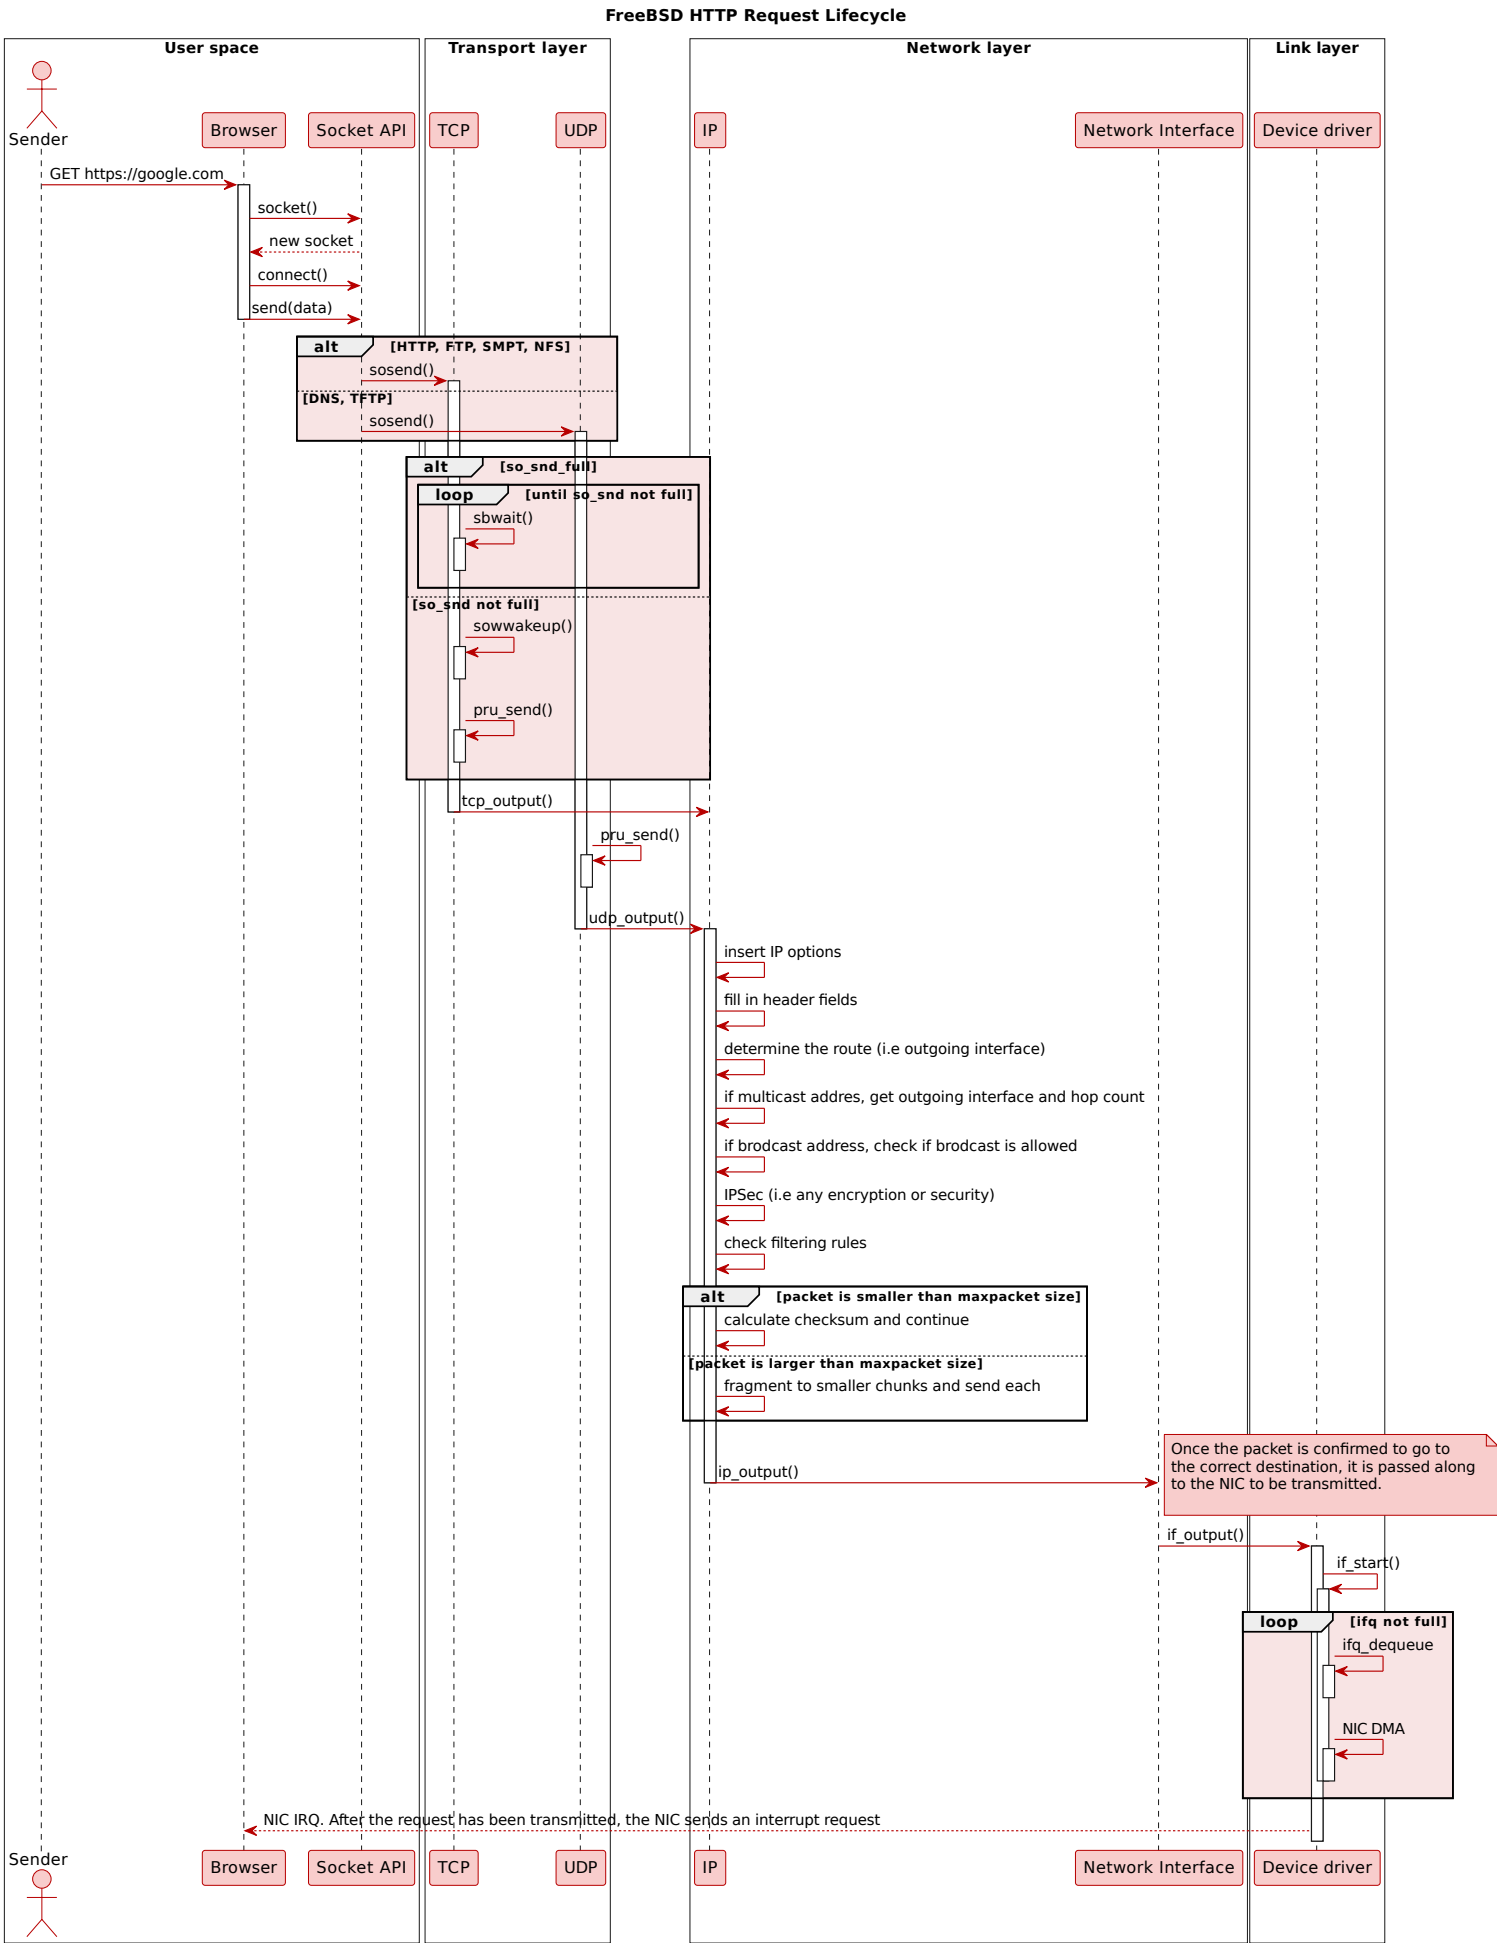 FreeBSD HTTP Request Lifecycle
User space
Transport layer
Network layer
Link layer
Sender
Browser
Socket API
TCP
UDP
IP
Network Interface
Device driver
GET https://google.com
socket()
new socket
connect()
send(data)
alt
[HTTP, FTP, SMPT, NFS]
sosend()
[DNS, TFTP]
sosend()
alt
[so_snd_full]
loop
[until so_snd not full]
sbwait()
[so_snd not full]
sowwakeup()
pru_send()
tcp_output()
pru_send()
udp_output()
insert IP options
fill in header fields
determine the route (i.e outgoing interface)
if multicast addres, get outgoing interface and hop count
if brodcast address, check if brodcast is allowed
IPSec (i.e any encryption or security)
check filtering rules
alt
[packet is smaller than maxpacket size]
calculate checksum and continue
[packet is larger than maxpacket size]
fragment to smaller chunks and send each
Once the packet is confirmed to go to
the correct destination, it is passed along
to the NIC to be transmitted.
ip_output()
if_output()
if_start()
loop
[ifq not full]
ifq_dequeue
NIC DMA
NIC IRQ. After the request has been transmitted, the NIC sends an interrupt request
Sender
Browser
Socket API
TCP
UDP
IP
Network Interface
Device driver